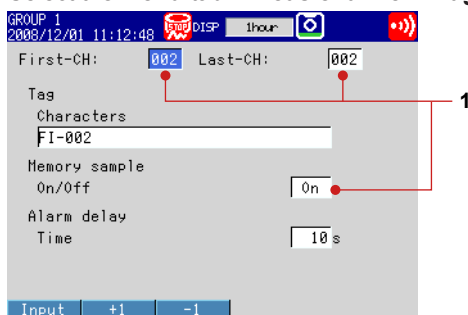 GROUP 1
2008/12/01 11:12:48 STOP DISP 1hour
First-CH: 002 Last-CH: 002
1
Tag
Characters
FI-002
Memory sample
On/Off On
Alarm delay
Time 10 s
Input +1 -1